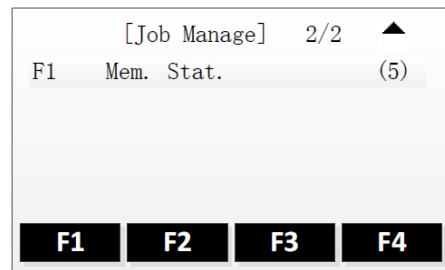 [Job Manage] 2/2 ▲
F1 Mem. Stat. (5)
F1 F2 F3 F4